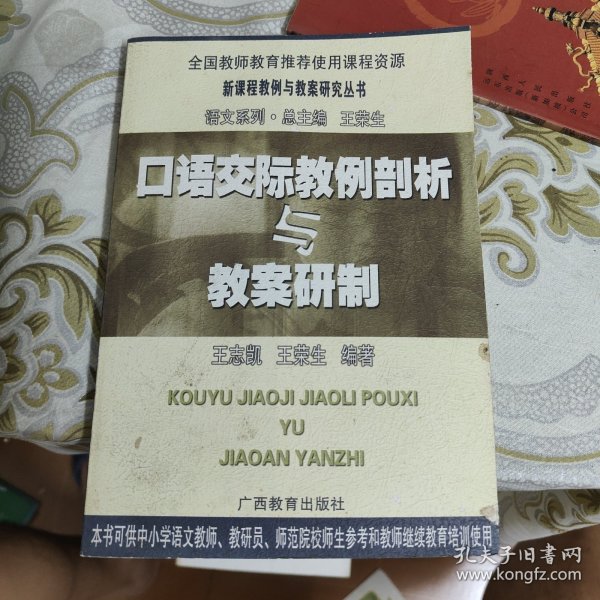 全国教师教育推荐使用课程资源
新课程教例与教案研究丛书
语文系列·总主编 王荣生
口语交际教例剖析
与
教案研制
王志凯 王荣生 编著
KOUYU JIAOJI JIAOLI POUXI
YU
JIAOAN YANZHI
广西教育出版社
本书可供中小学语文教师、教研员、师范院校师生参考和教师继续教育培训使用
孔夫子旧书网
www.kongfz.com